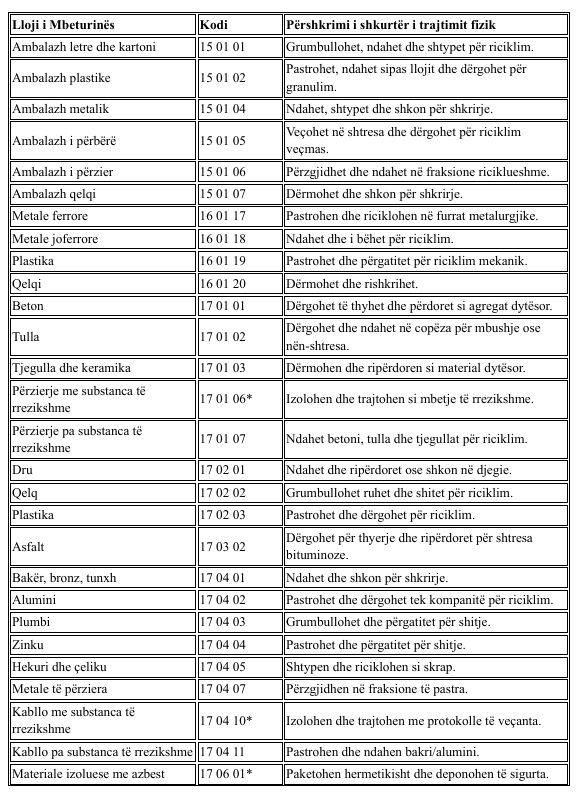 Lloji i Mbeturinës Kodi Përshkrimi i shkurtër i trajtimit fizik
Ambalazh letre dhe kartoni 15 01 01 Grumbullohet, ndahet dhe shtypet për riciklim.
Ambalazh plastike 15 01 02 Pastrohet, ndahet sipas llojit dhe dërgohet për
granulim.
Ambalazh metalik 15 01 04 Ndahet, shtypet dhe shkon për shkrirje.
Ambalazh i përbërë 15 01 05 Veçohet në shtresa dhe dërgohet për riciklim
veçmas.
Ambalazh i përzier 15 01 06 Përzgjidhet dhe ndahet në fraksione riciklueshme.
Ambalazh qelqi 15 01 07 Dërmohet dhe shkon për shkrirje.
Metale ferrore 16 01 17 Pastrohen dhe riciklohen në furrat metalurgjike.
Metale joferrore 16 01 18 Ndahet dhe i bëhet për riciklim.
Plastika 16 01 19 Pastrohet dhe përgatitet për riciklim mekanik.
Qelqi 16 01 20 Dërmohet dhe rishkrihet.
Beton 17 01 01 Dërgohet të thyhet dhe përdoret si agregat dytësor.
Tulla 17 01 02 Dërgohet dhe ndahet në copëza për mbushje ose
nën-shtresa.
Tjegulla dhe keramika 17 01 03 Dërmohen dhe ripërdoren si material dytësor.
Përzierje me substanca të
rrezikshme 17 01 06* Izolohen dhe trajtohen si mbetje të rrezikshme.
Përzierje pa substanca të
rrezikshme 17 01 07 Ndahet betoni, tulla dhe tjegullat për riciklim.
Dru 17 02 01 Ndahet dhe ripërdoret ose shkon në djegie.
Qelq 17 02 02 Grumbullohet ruhet dhe shitet për riciklim.
Plastika 17 02 03 Pastrohet dhe dërgohet për riciklim.
Asfalt 17 03 02 Dërgohet për thyerje dhe ripërdoret për shtresa
bituminoze.
Bakër, bronz, tunxh 17 04 01 Ndahet dhe shkon për shkrirje.
Alumini 17 04 02 Pastrohet dhe dërgohet tek kompanitë për riciklim.
Plumbi 17 04 03 Grumbullohet dhe përgatitet për shitje.
Zinku 17 04 04 Pastrohet dhe përgatitet për shitje.
Hekuri dhe çeliku 17 04 05 Shtypen dhe riciklohen si skrap.
Metale të përziera 17 04 07 Përzgjidhen në fraksione të pastra.
Kabllo me substanca të
rrezikshme 17 04 10* Izolohen dhe trajtohen me protokolle të veçanta.
Kabllo pa substanca të rrezikshme 17 04 11 Pastrohen dhe ndahen bakri/alumini.
Materiale izoluese me azbest 17 06 01* Paketohen hermetikisht dhe deponohen të sigurta.